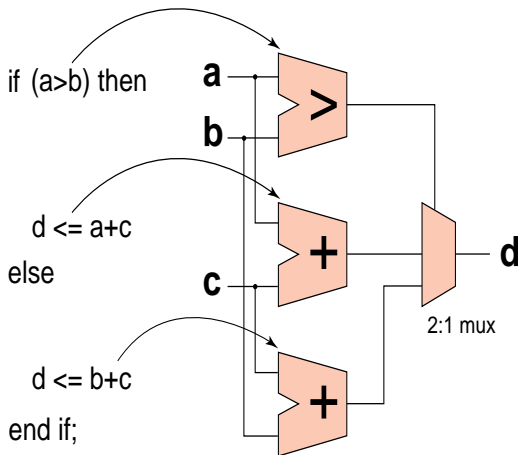 if (a>b) then
a
>
b
d <= a+c
+
d
else
c
2:1 mux
d <= b+c
+
end if;